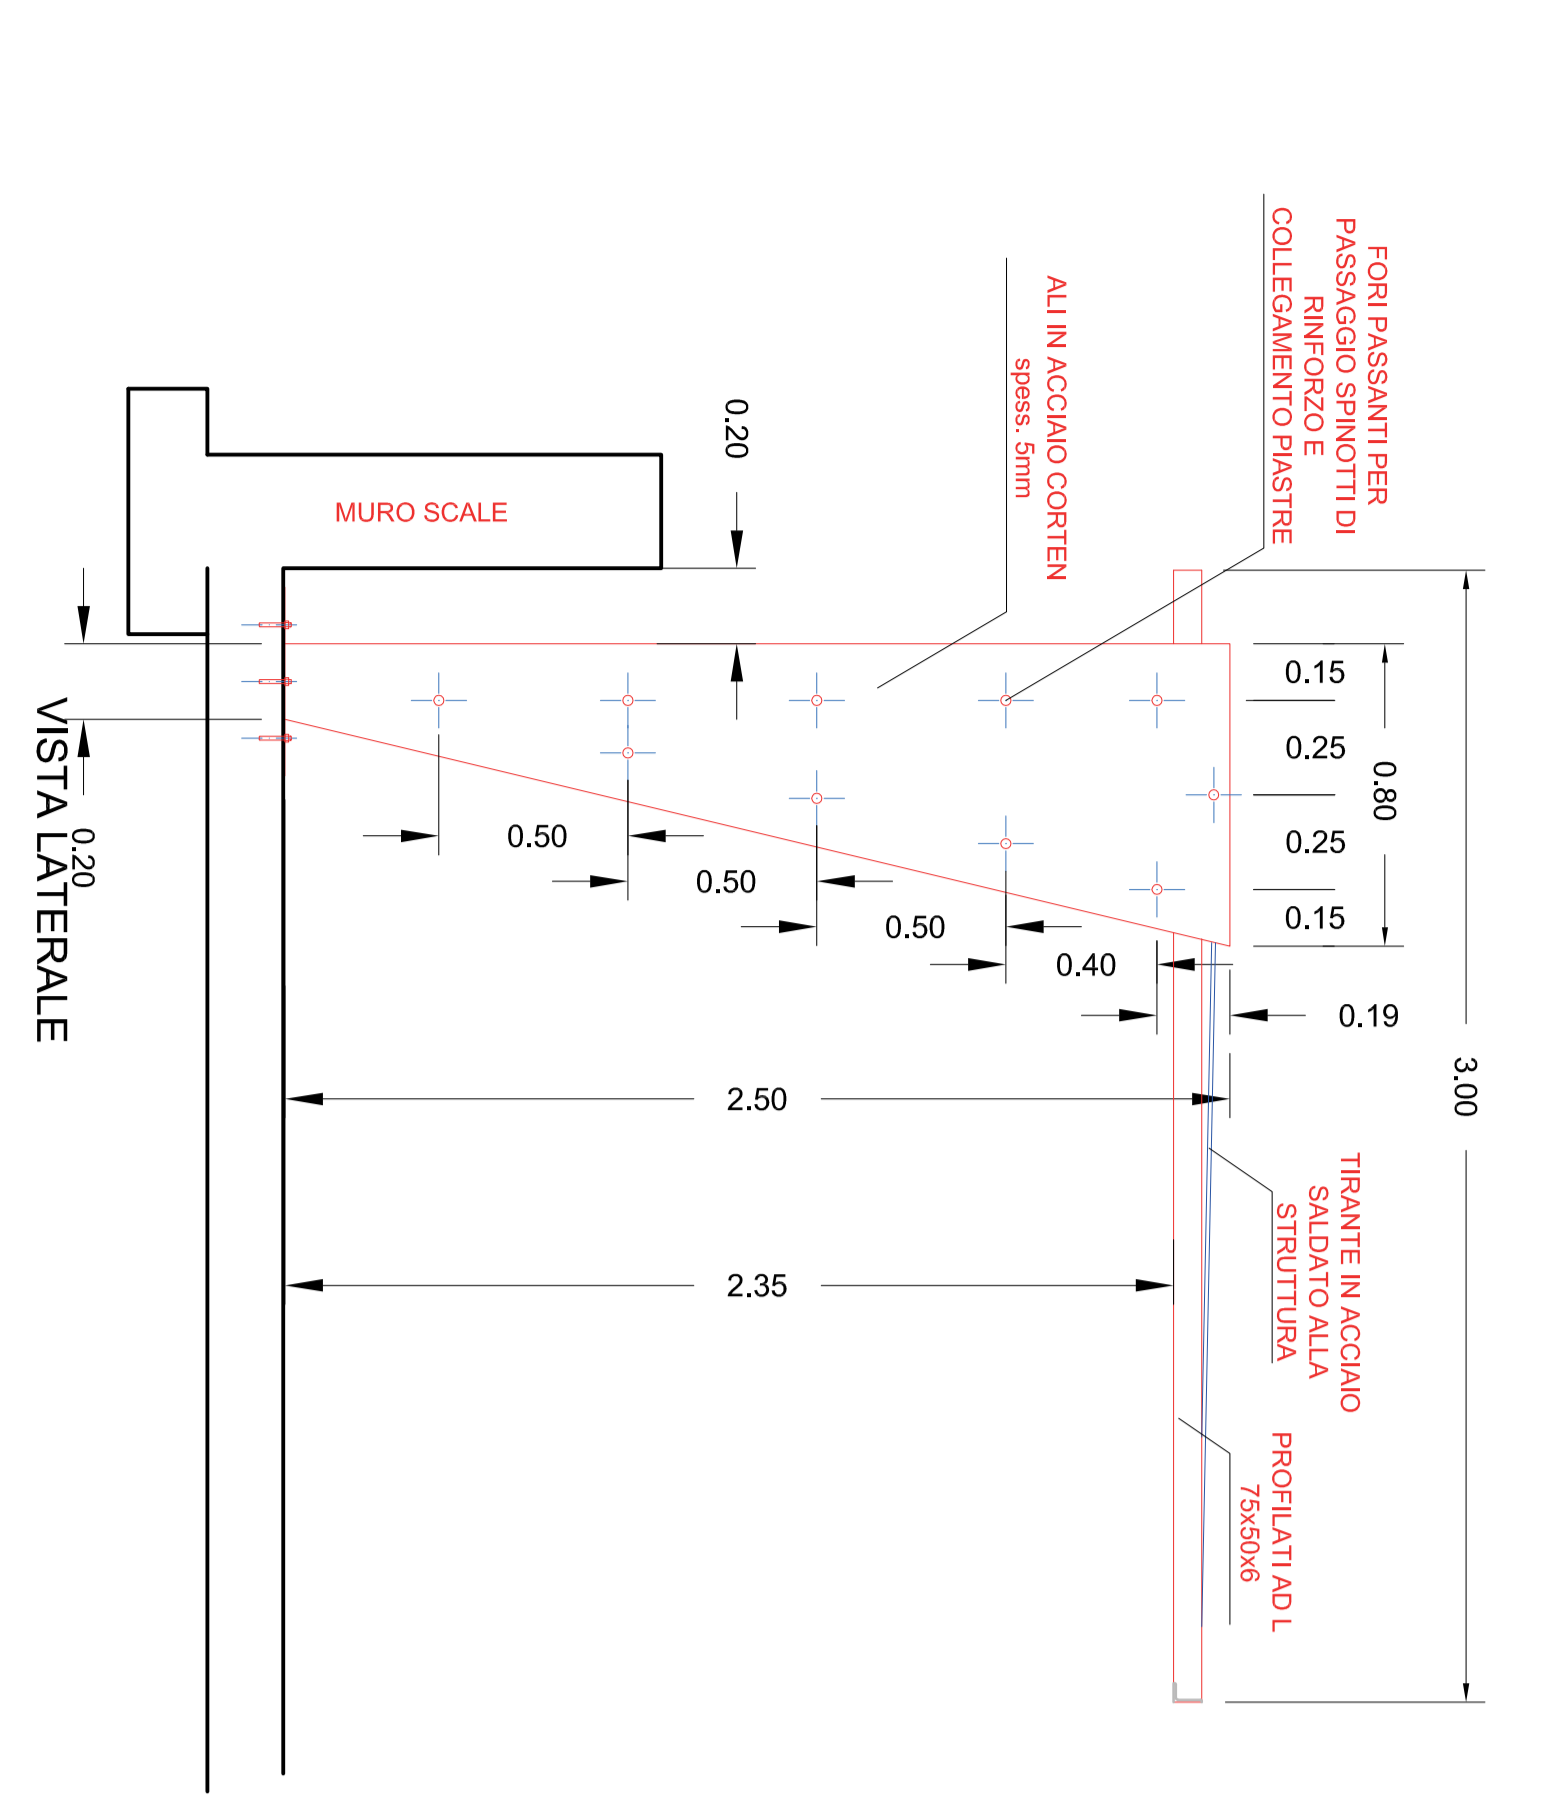 FORI PASSANTI PER
PASSAGGIO SPINOTTI DI
RINFORZO E
COLLEGAMENTO PIASTRE
ALI IN ACCIAIO CORTEN
spess. 5mm
0.20
MURO SCALE
0.15
0.25
0.80
0.25
0.15
0.50
0.50
0.50
0.40
0.19
3.00
2.50
2.35
TIRANTE IN ACCIAIO
SALDATO ALLA
STRUTTURA
PROFILATI AD L
75x50x6
0.20
VISTA LATERALE